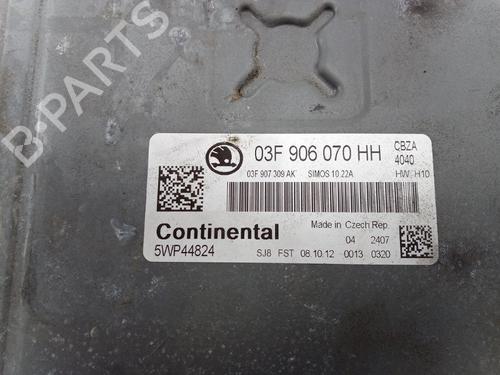 B-PARTS
03F 906 070 HH
CBZA
4040
03F 907 309 AK
SIMOS 10.22A
HW: H10
Continental
5WP44824
Made in Czech Rep.
04 2407
SJ8 FST 08.10.12 0013 0320